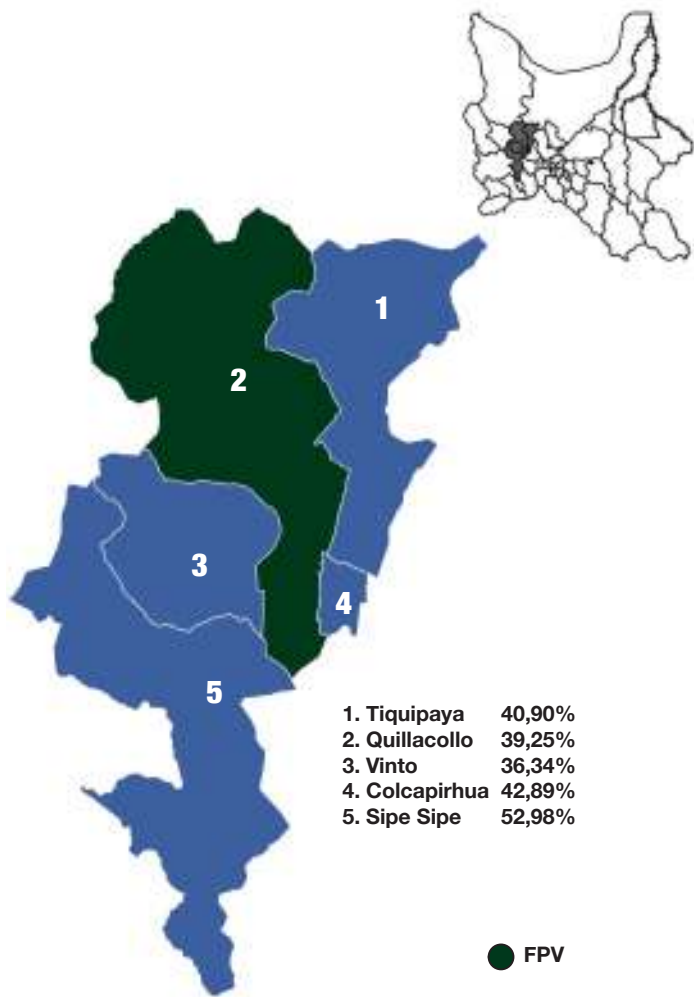 1
2
3
4
5
1. Tiquipaya 40,90%
2. Quillacollo 39,25%
3. Vinto 36,34%
4. Colcapirhua 42,89%
5. Sipe Sipe 52,98%
FPV